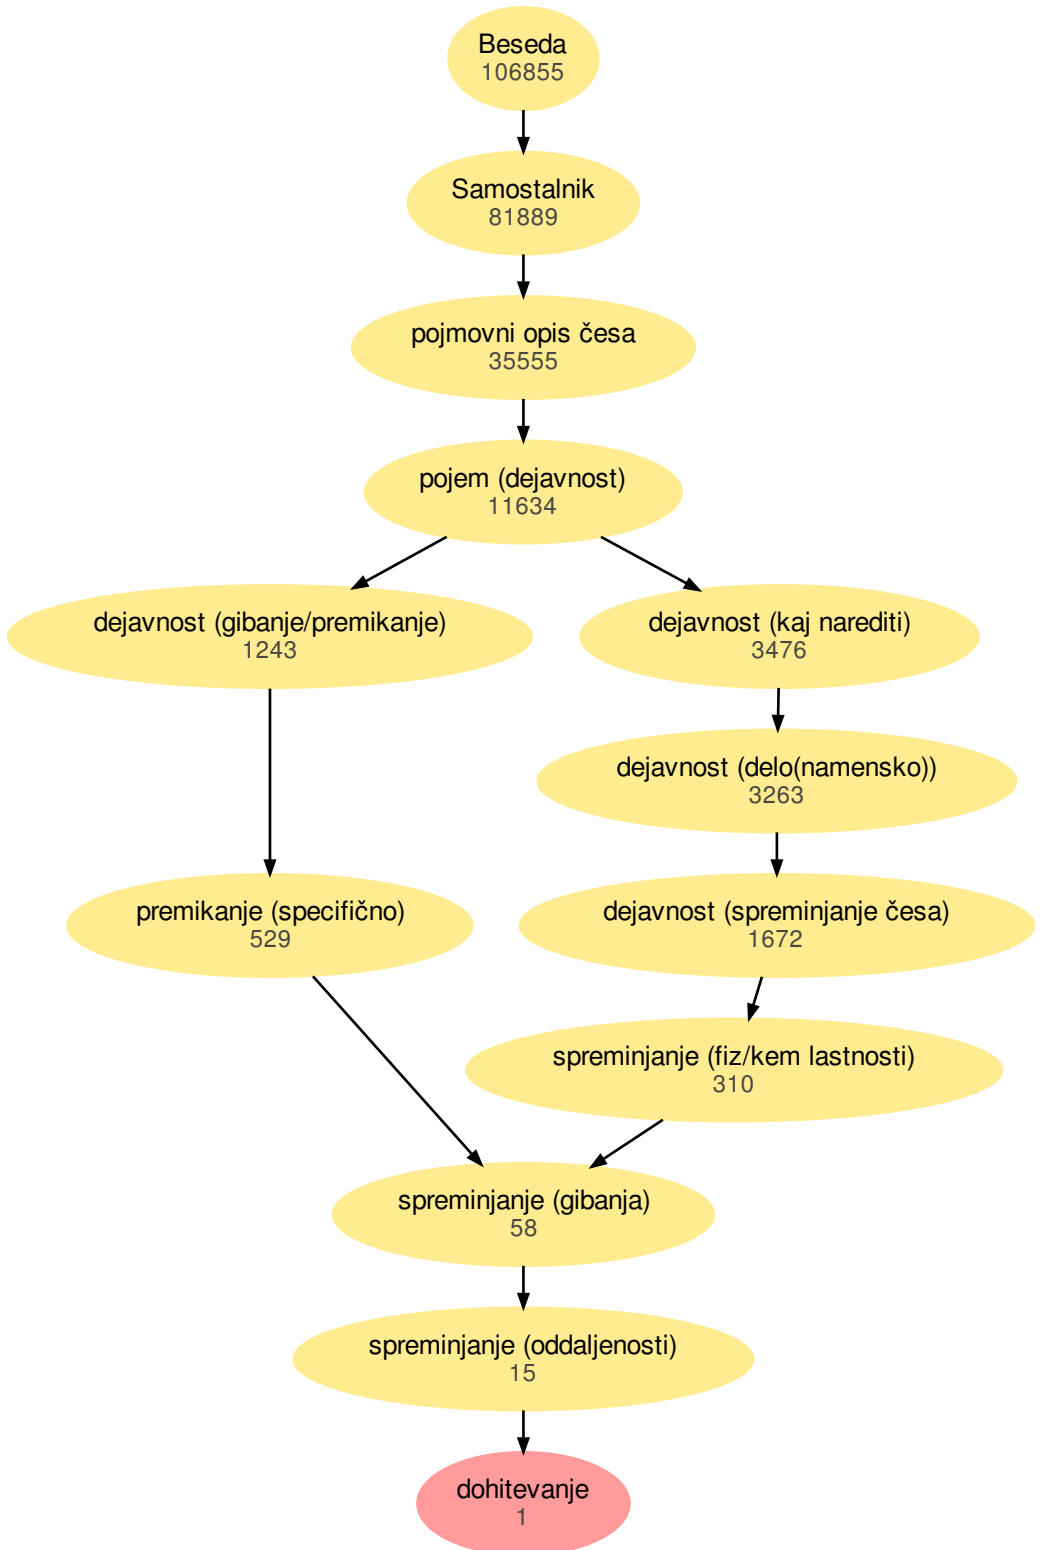 Beseda
106855
Samostalnik
81889
pojmovni opis česa
35555
pojem (dejavnost)
11634
dejavnost (gibanje/premikanje)
1243
dejavnost (kaj narediti)
3476
dejavnost (delo(namensko))
3263
premikanje (specifično)
529
dejavnost (spreminjanje česa)
1672
spreminjanje (fiz/kem lastnosti)
310
spreminjanje (gibanja)
58
spreminjanje (oddaljenosti)
15
dohitevanje
1